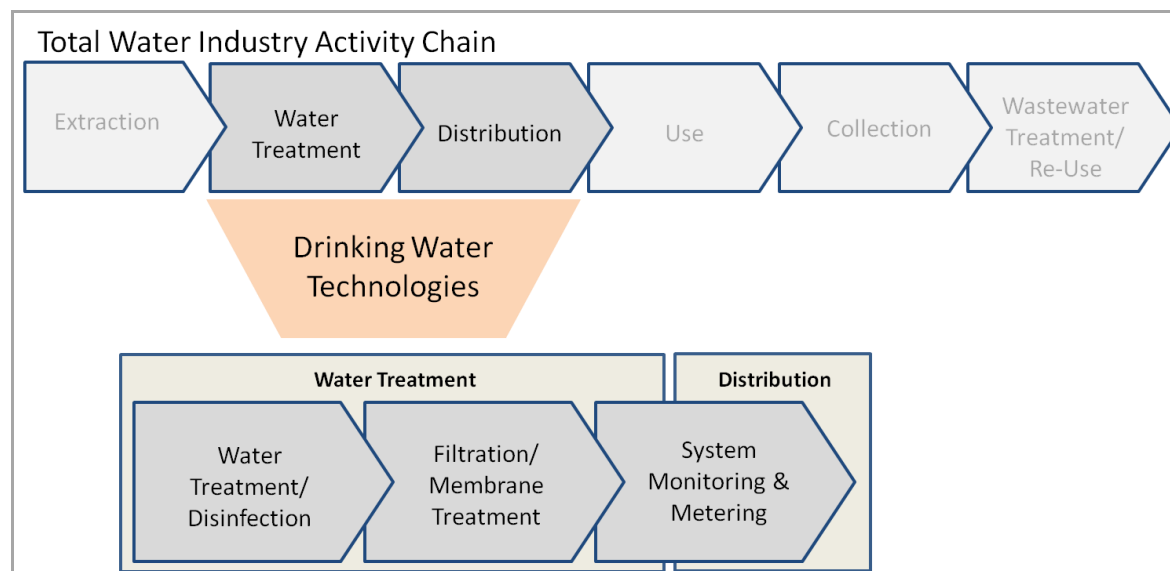 Total Water Industry Activity Chain
Extraction
Water
Treatment
Distribution
Use
Collection
Wastewater
Treatment/
Re-Use
Drinking Water
Technologies
Water Treatment
Distribution
Water
Treatment/
Disinfection
Filtration/
Membrane
Treatment
System
Monitoring &
Metering